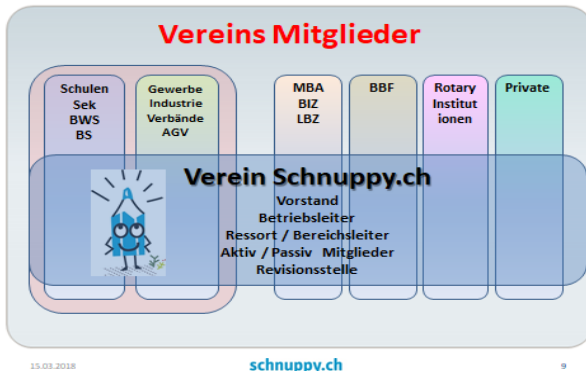 Vereins Mitglieder
Schulen
Sek
BWS
BS
Gewerbe
Industrie
Verbände
AGV
MBA
BIZ
LBZ
BBF
Rotary
Institut
ionen
Private
Verein Schnuppy.ch
Vorstand
Betriebsleiter
Ressort / Bereichsleiter
Aktiv / Passiv Mitglieder
Revisionsstelle
15.03.2018
schnuppy.ch
9